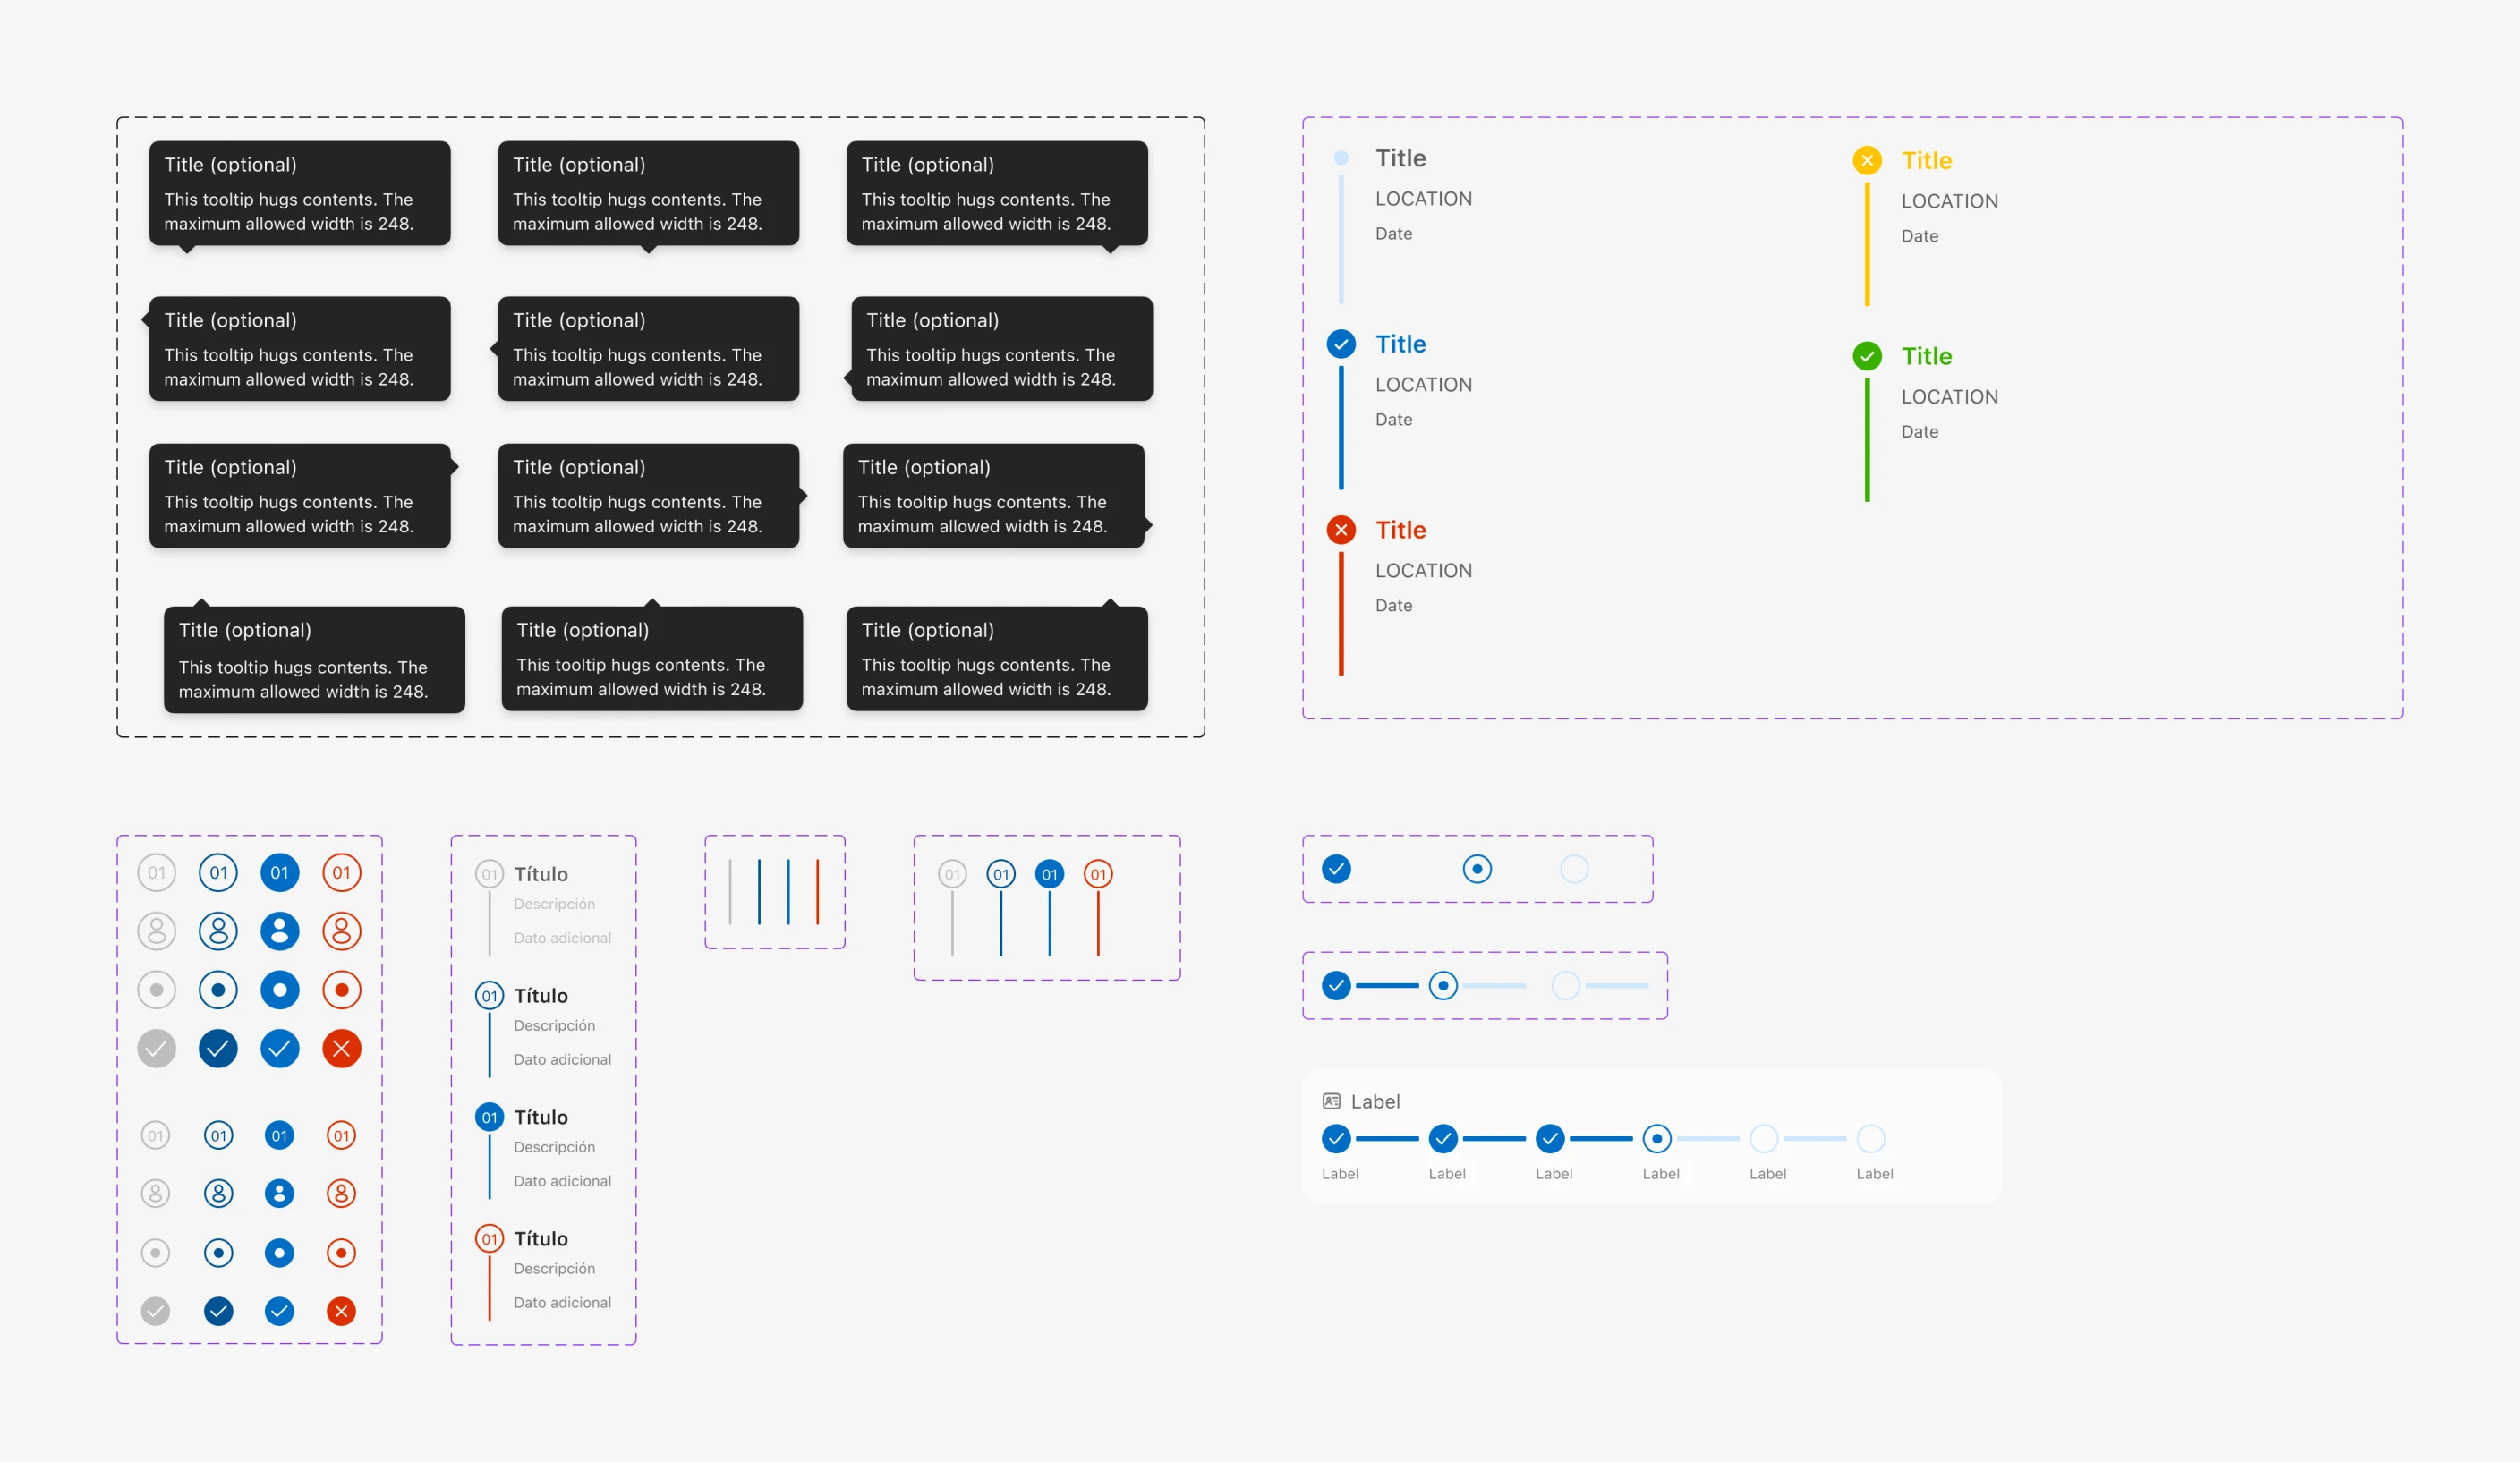 Title (optional)
This tooltip hugs contents. The
maximum allowed width is 248.
Title (optional)
This tooltip hugs contents. The
maximum allowed width is 248.
Title (optional)
This tooltip hugs contents. The
maximum allowed width is 248.
Title (optional)
This tooltip hugs contents. The
maximum allowed width is 248.
Title (optional)
This tooltip hugs contents. The
maximum allowed width is 248.
Title (optional)
This tooltip hugs contents. The
maximum allowed width is 248.
Title (optional)
This tooltip hugs contents. The
maximum allowed width is 248.
Title (optional)
This tooltip hugs contents. The
maximum allowed width is 248.
Title (optional)
This tooltip hugs contents. The
maximum allowed width is 248.
Title (optional)
This tooltip hugs contents. The
maximum allowed width is 248.
Title (optional)
This tooltip hugs contents. The
maximum allowed width is 248.
Title (optional)
This tooltip hugs contents. The
maximum allowed width is 248.
Title
LOCATION
Date
Title
LOCATION
Date
Title
LOCATION
Date
Title
LOCATION
Date
Title
LOCATION
Date
01 01 01 01
01 01 01 01
01 Título
Descripción
Dato adicional
01 Título
Descripción
Dato adicional
01 Título
Descripción
Dato adicional
01 Título
Descripción
Dato adicional
01 01 01 01
Label
Label Label Label Label Label Label